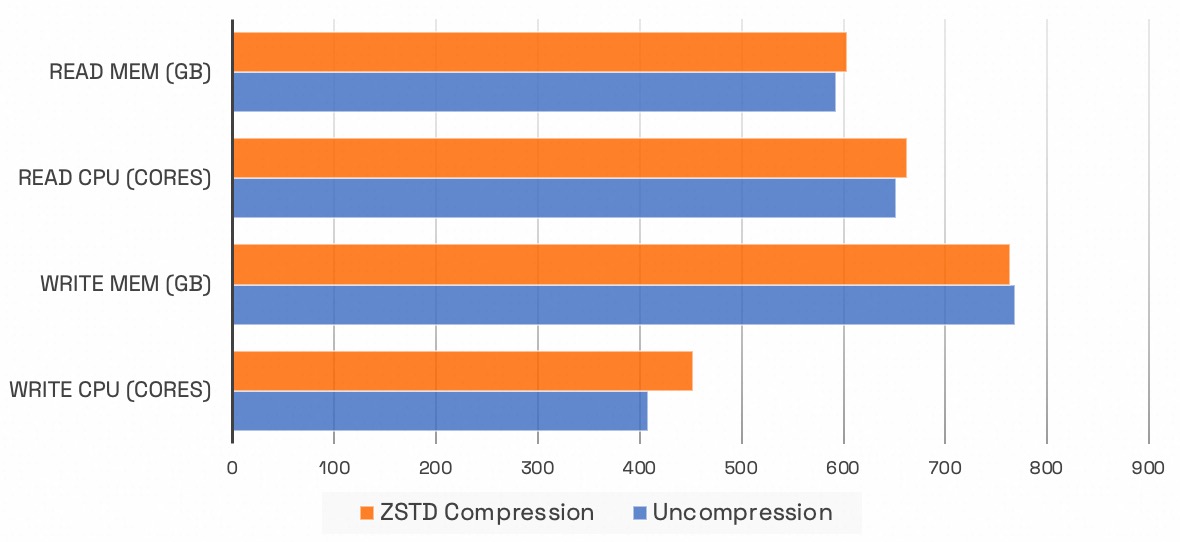 READ MEM (GB)
READ CPU (CORES)
WRITE MEM (GB)
WRITE CPU (CORES)
0 100 200 300 400 500 600 700 800 900
ZSTD Compression Uncompression